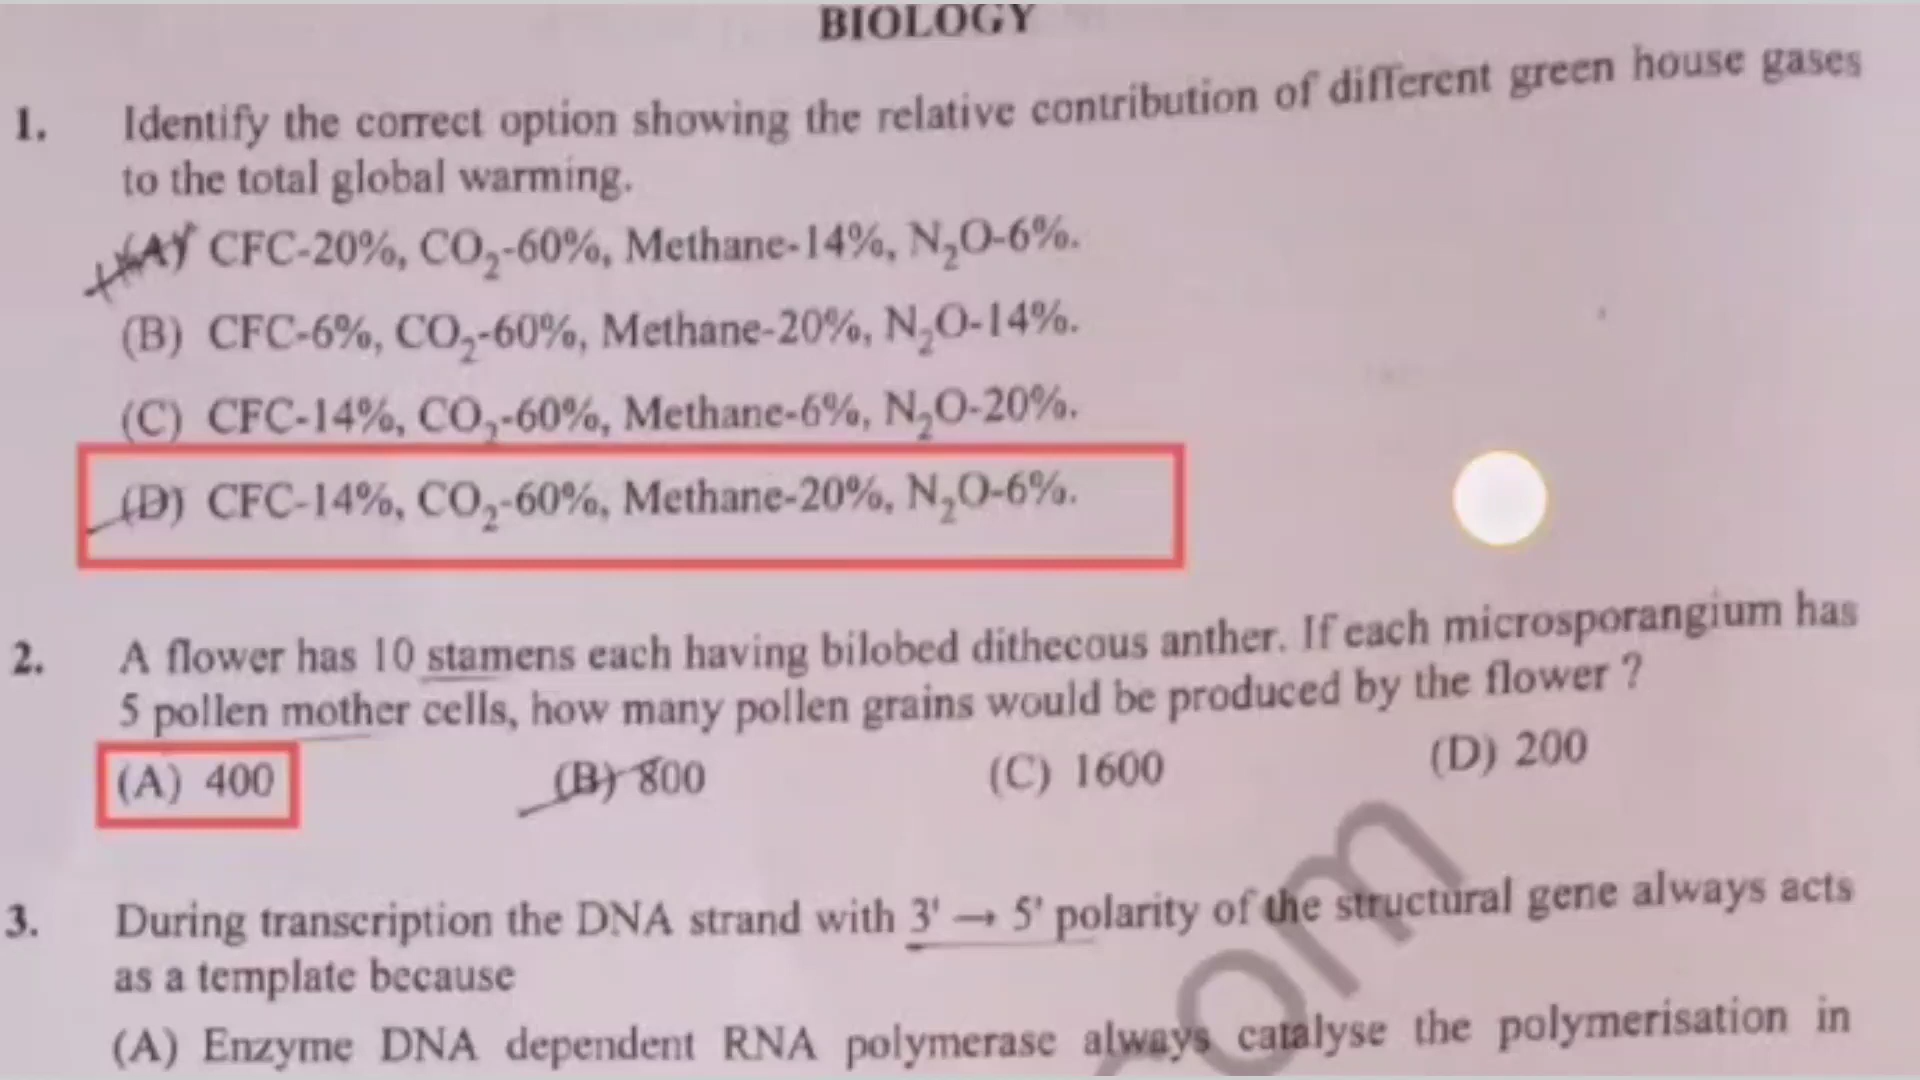 BIOLOGY
1. Identify the correct option showing the relative contribution of different green house gases
to the total global warming.
(A) CFC-20%, CO₂-60%, Methane-14%, N₂O-6%.
(B) CFC-6%, CO₂-60%, Methane-20%, N₂O-14%.
(C) CFC-14%, CO₂-60%, Methane-6%, N₂O-20%.
(D) CFC-14%, CO₂-60%, Methane-20%, N₂O-6%.
2. A flower has 10 stamens each having bilobed dithecous anther. If each microsporangium has
5 pollen mother cells, how many pollen grains would be produced by the flower ?
(A) 400 (B) 800 (C) 1600 (D) 200
3. During transcription the DNA strand with 3' → 5' polarity of the structural gene always acts
as a template because
(A) Enzyme DNA dependent RNA polymerase always catalyse the polymerisation in
om